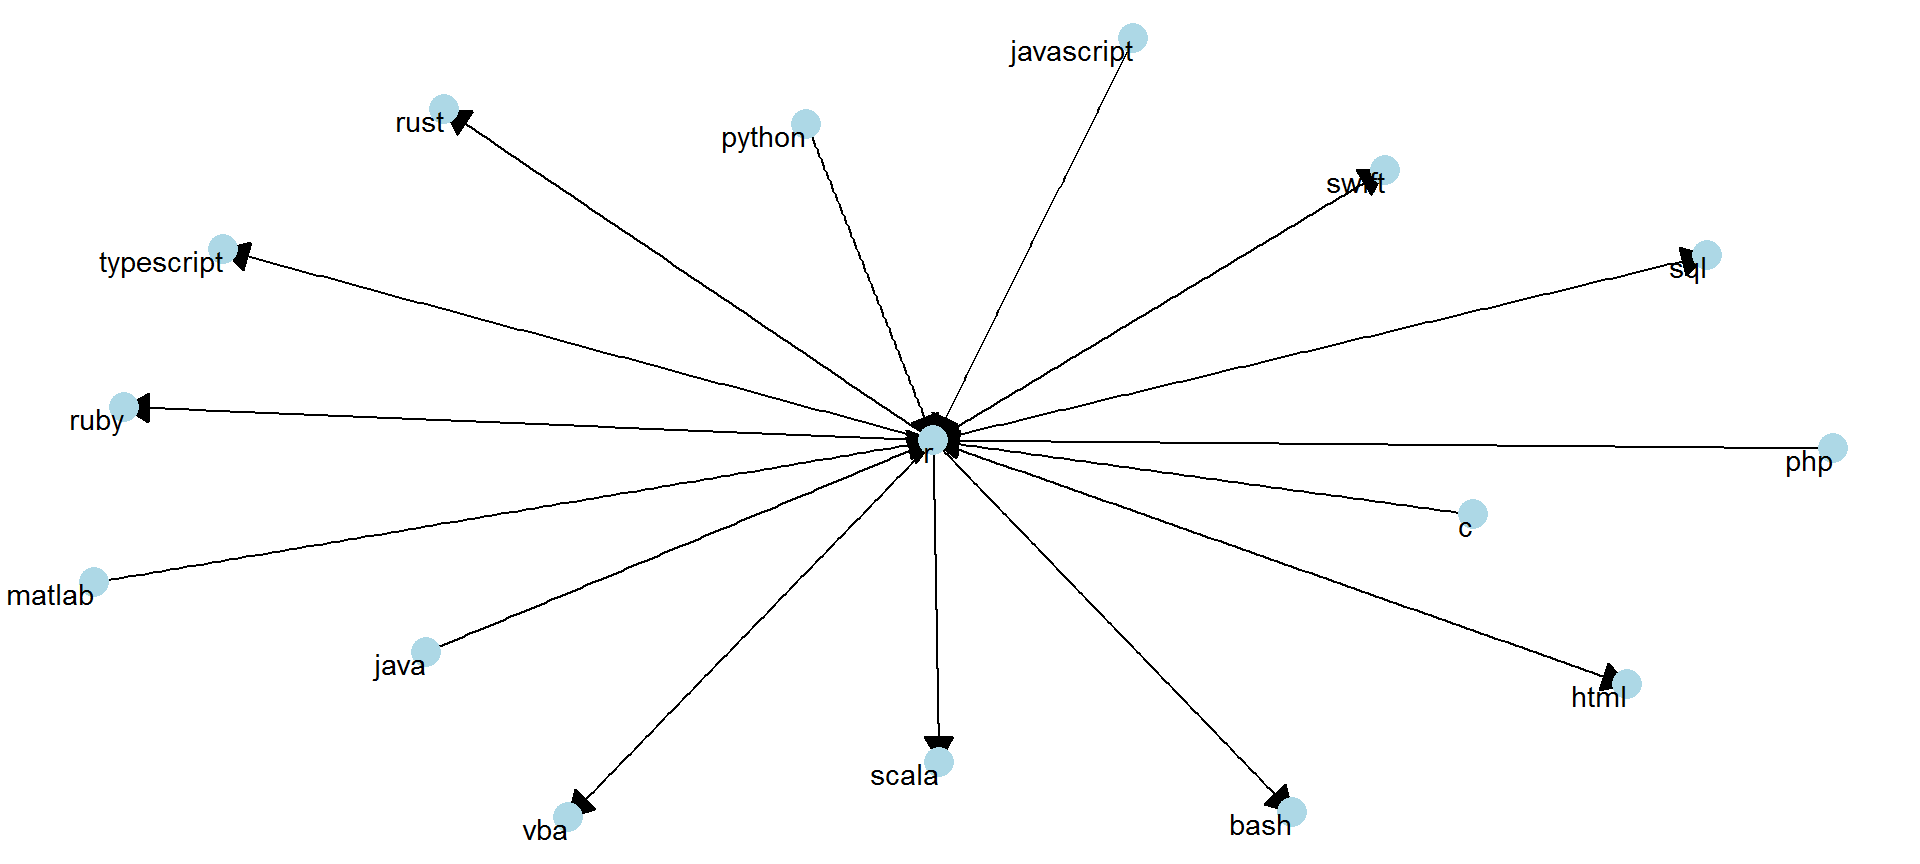 javascript
rust
python
swift
typescript
sql
ruby
r
php
c
matlab
java
html
scala
vba
bash